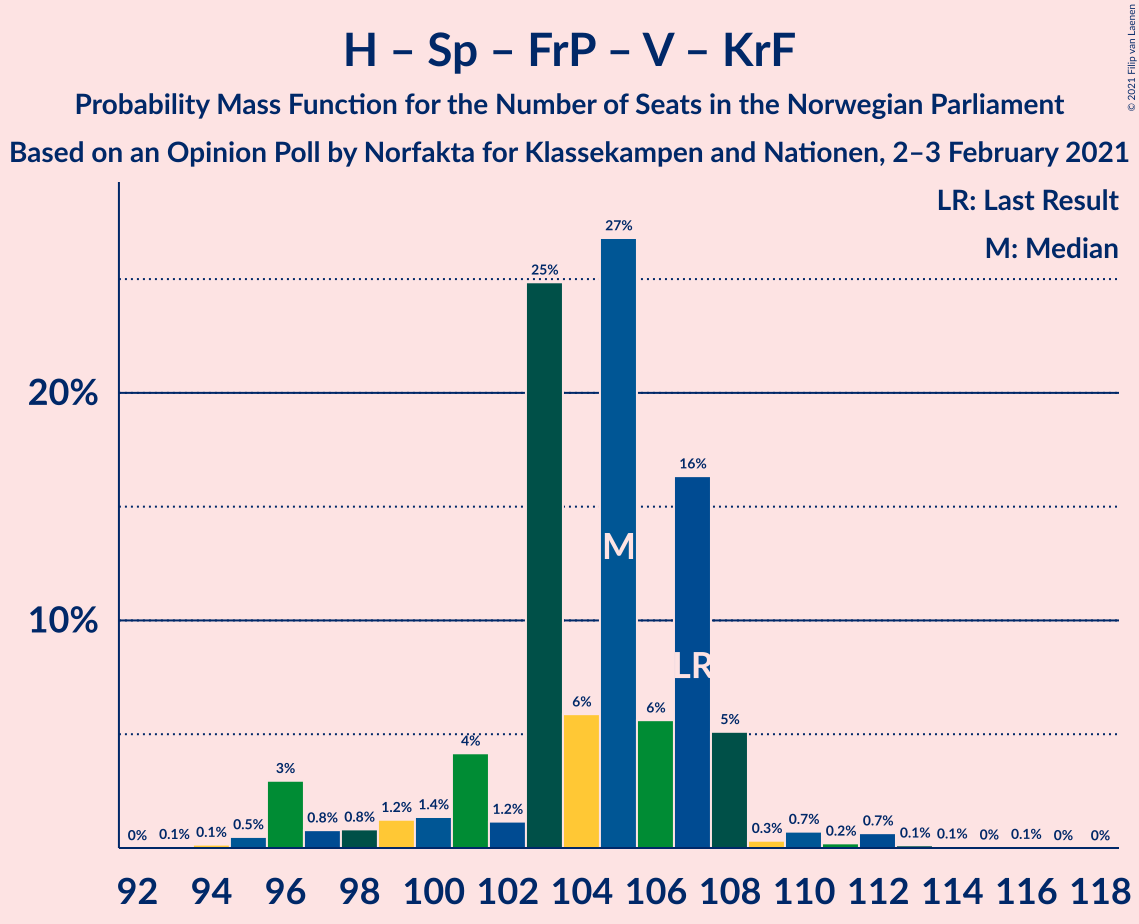 H – Sp – FrP – V – KrF
Probability Mass Function for the Number of Seats in the Norwegian Parliament
Based on an Opinion Poll by Norfakta for Klassekampen and Nationen, 2–3 February 2021
© 2021 Filip van Laenen
LR: Last Result
M: Median
20%
10%
0% 0.1% 0.1% 0.5% 3% 0.8% 0.8% 1.2% 1.4% 4% 1.2% 25% 6% 27% 6% 16% 5% 0.3% 0.7% 0.2% 0.7% 0.1% 0.1% 0% 0.1% 0% 0%
M
LR
92 94 96 98 100 102 104 106 108 110 112 114 116 118